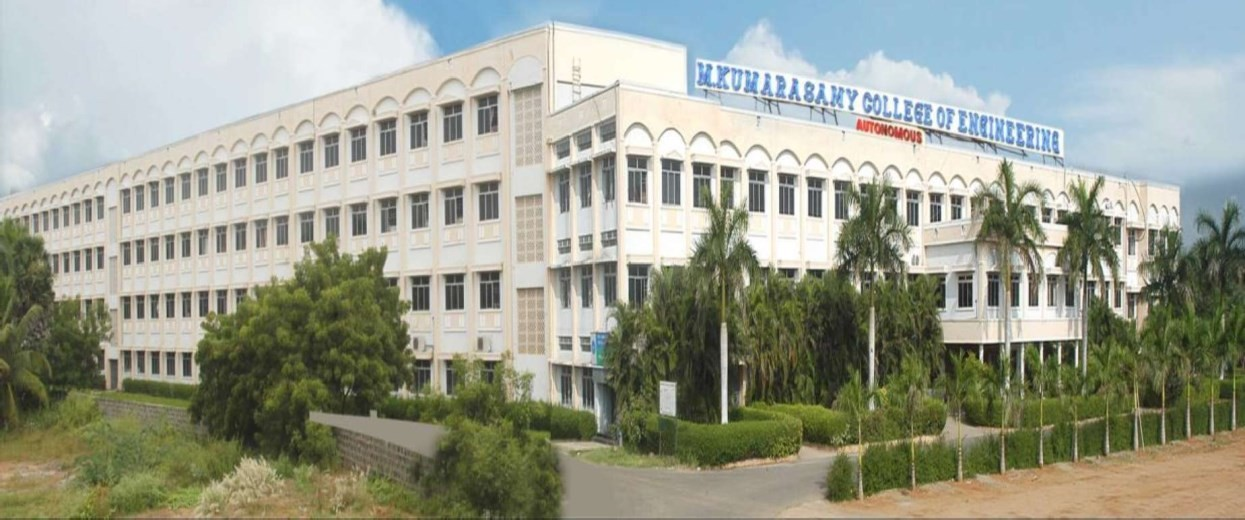 M.KUMARASAMY COLLEGE OF ENGINEERING
AUTONOMOUS